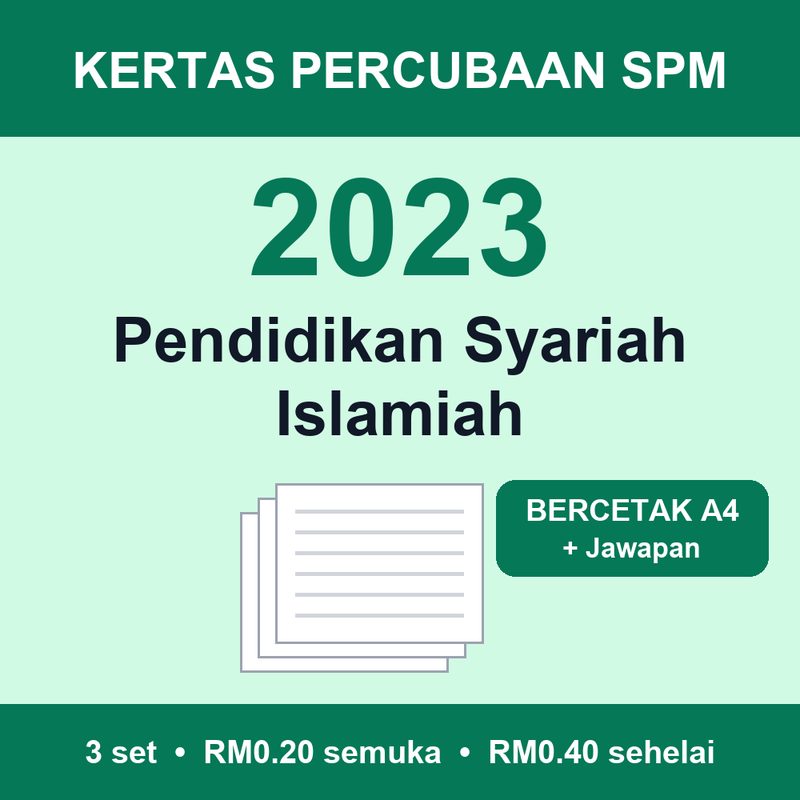 KERTAS PERCUBAAN SPM
2023
Pendidikan Syariah
Islamiah
BERCETAK A4
+ Jawapan
3 set • RM0.20 semuka • RM0.40 sehelai